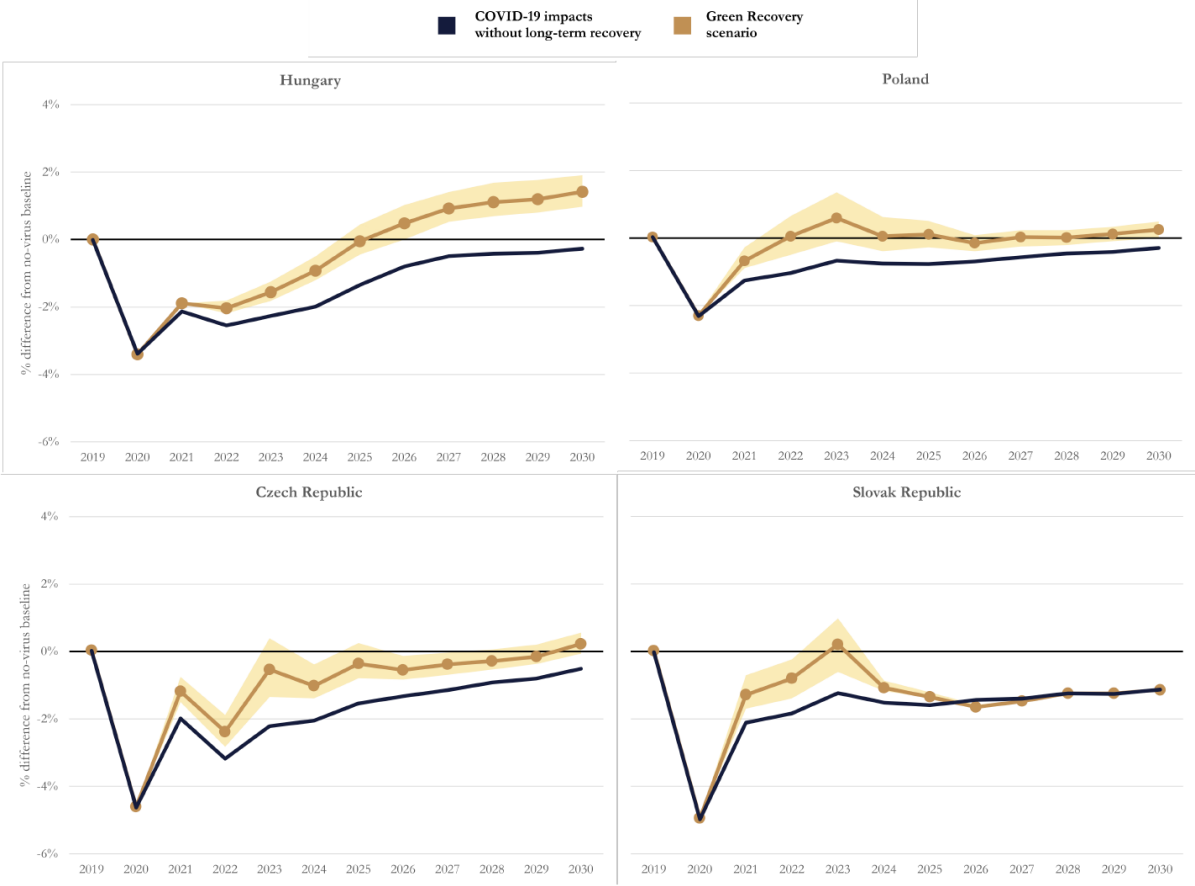 COVID-19 impacts
without long-term recovery
Green Recovery
scenario
Hungary
Poland
% difference from no-virus baseline
4%
2%
0%
-2%
-4%
-6%
2019 2020 2021 2022 2023 2024 2025 2026 2027 2028 2029 2030
2019 2020 2021 2022 2023 2024 2025 2026 2027 2028 2029 2030
Czech Republic
Slovak Republic
% difference from no-virus baseline
4%
2%
0%
-2%
-4%
-6%
2019 2020 2021 2022 2023 2024 2025 2026 2027 2028 2029 2030
2019 2020 2021 2022 2023 2024 2025 2026 2027 2028 2029 2030